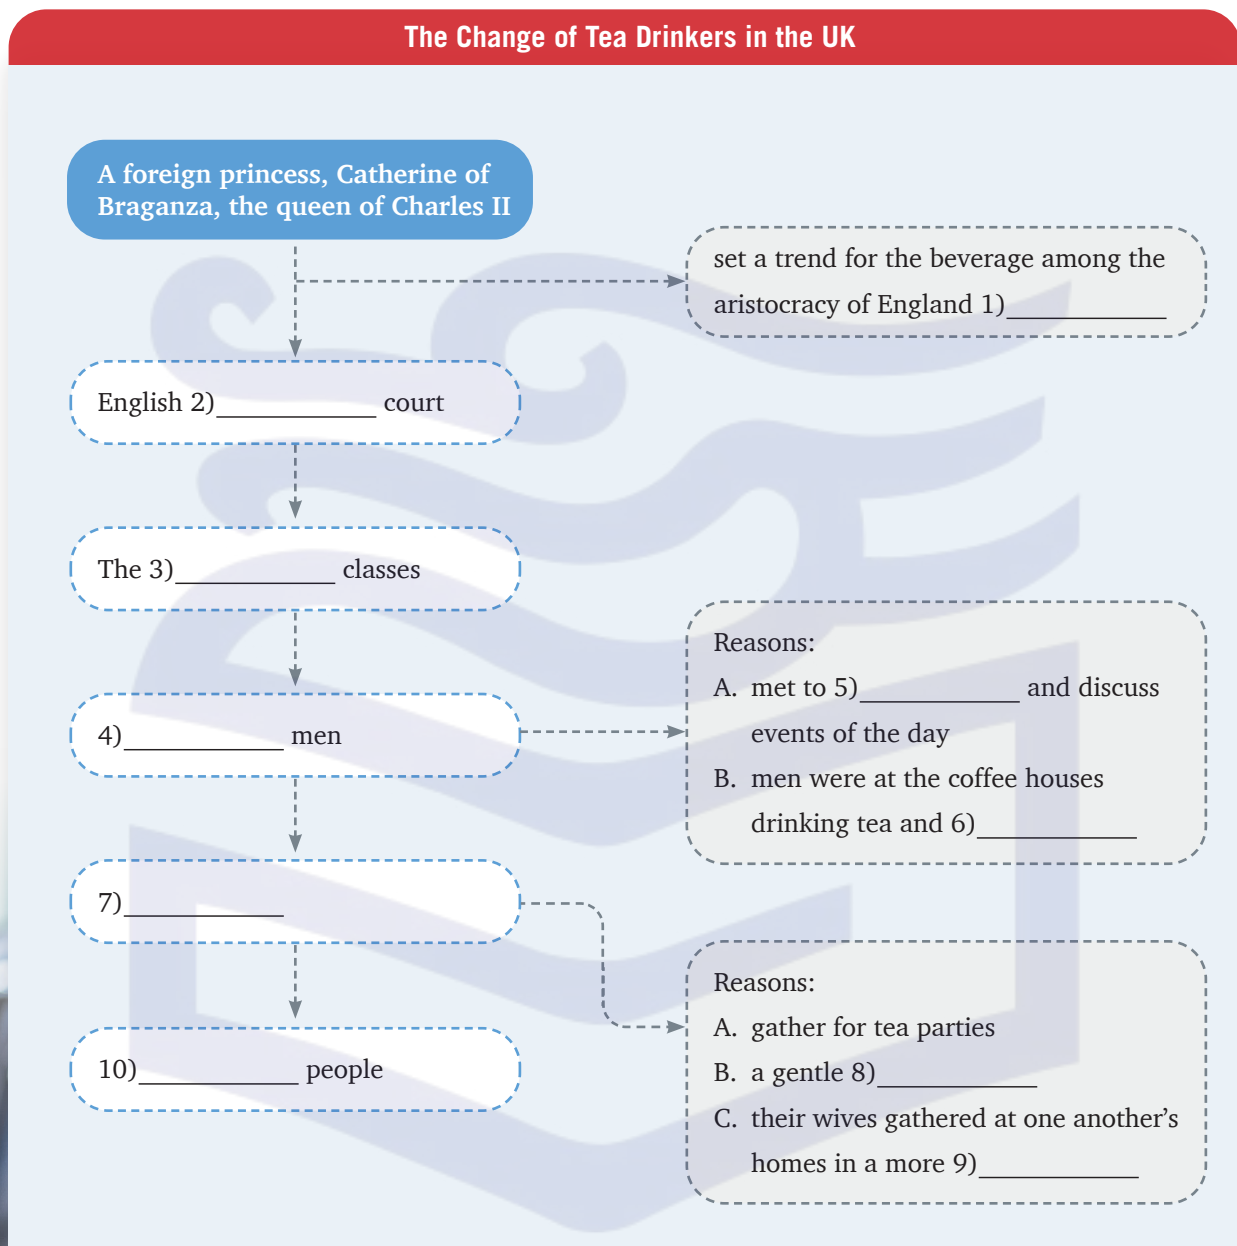 The Change of Tea Drinkers in the UK
A foreign princess, Catherine of
Braganza, the queen of Charles II
set a trend for the beverage among the
aristocracy of England 1)____________
English 2)____________ court
The 3)____________ classes
4)____________ men
Reasons:
A. met to 5)____________ and discuss
events of the day
B. men were at the coffee houses
drinking tea and 6)____________
7)____________
Reasons:
A. gather for tea parties
B. a gentle 8)____________
C. their wives gathered at one another’s
homes in a more 9)____________
10)____________ people